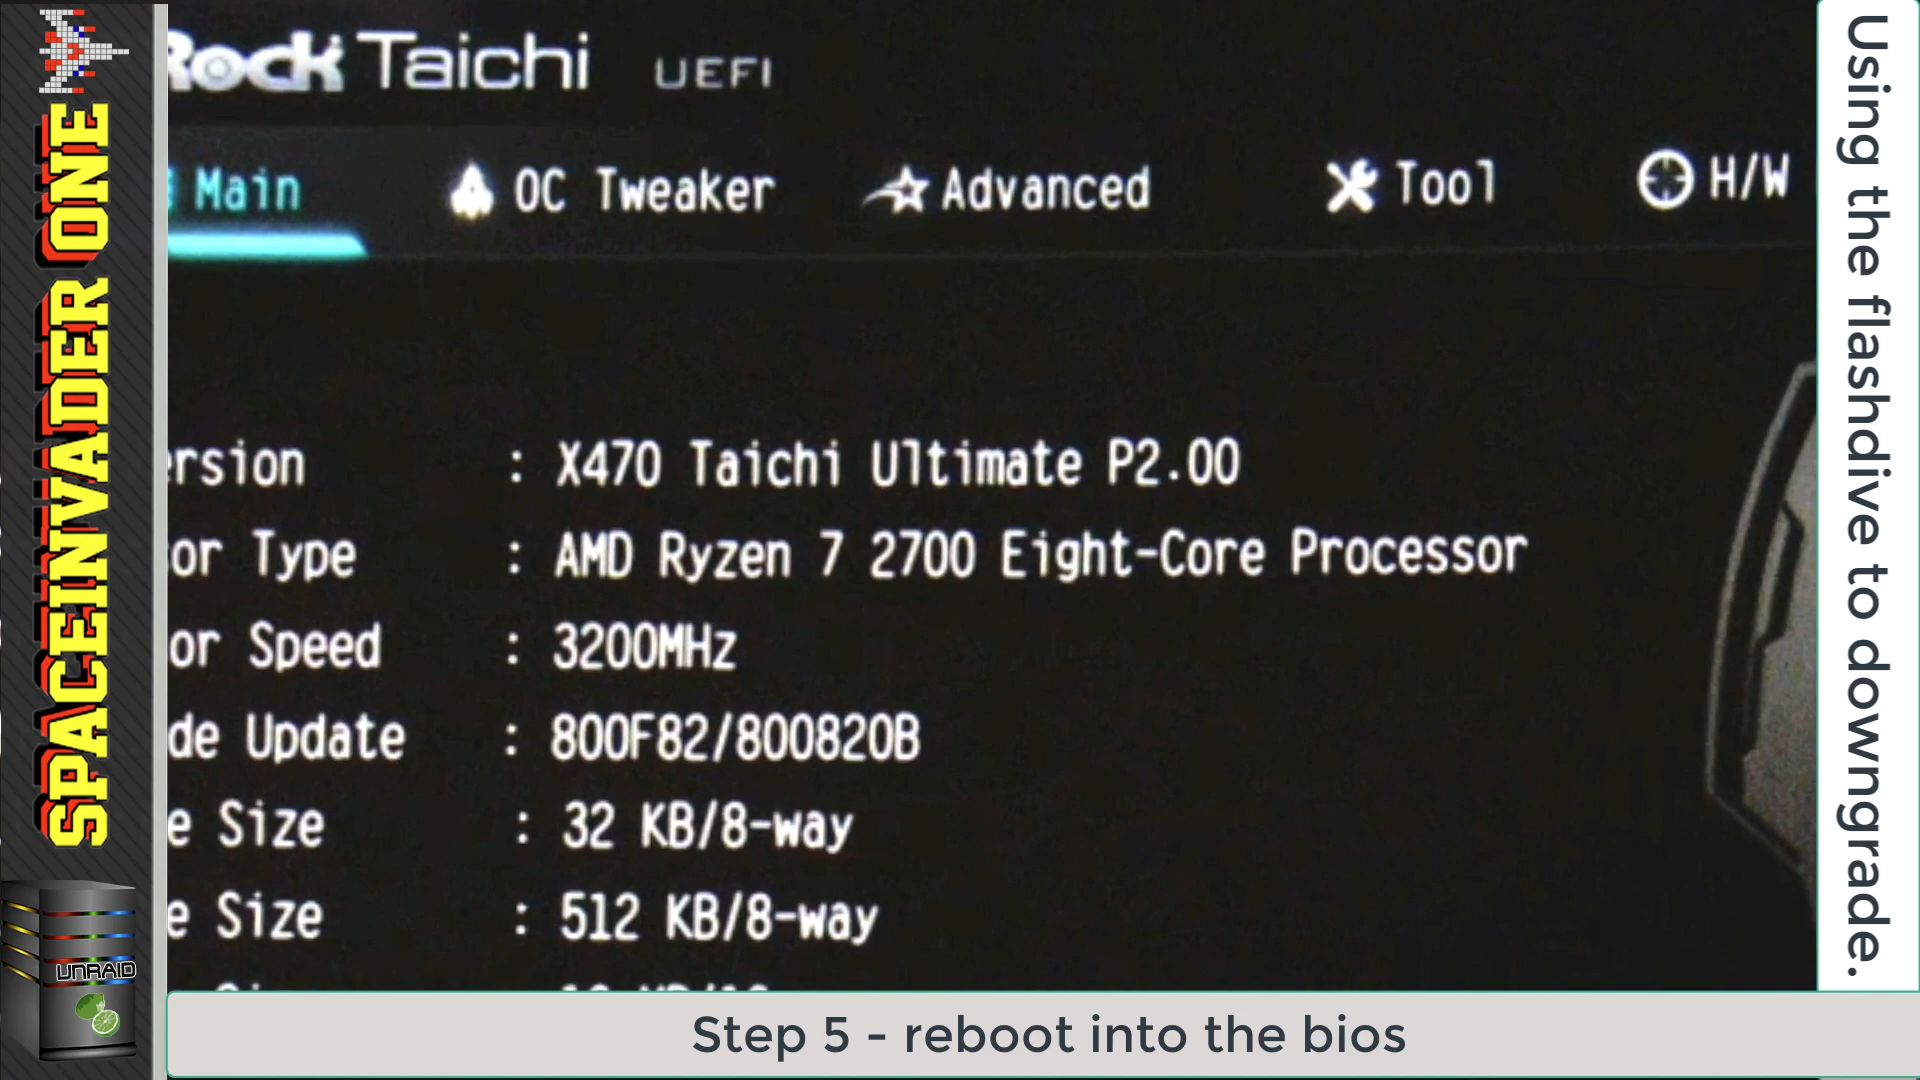 SPACEINVADER ONE
UNRAID
Rock Taichi UEFI
Main OC Tweaker Advanced Tool H/W
ersion : X470 Taichi Ultimate P2.00
or Type : AMD Ryzen 7 2700 Eight-Core Processor
or Speed : 3200MHz
de Update : 800F82/800820B
e Size : 32 KB/8-way
e Size : 512 KB/8-way
Using the flashdive to downgrade.
Step 5 - reboot into the bios